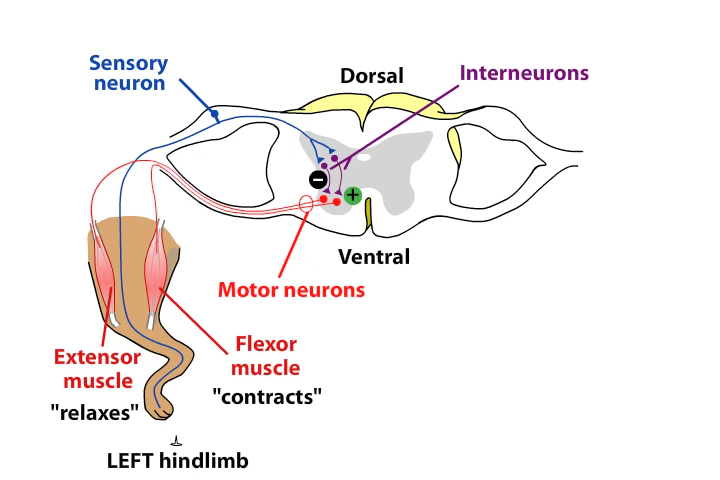 Sensory
neuron
Dorsal
Interneurons
−
+
Ventral
Motor neurons
Extensor
muscle
"relaxes"
Flexor
muscle
"contracts"
LEFT hindlimb